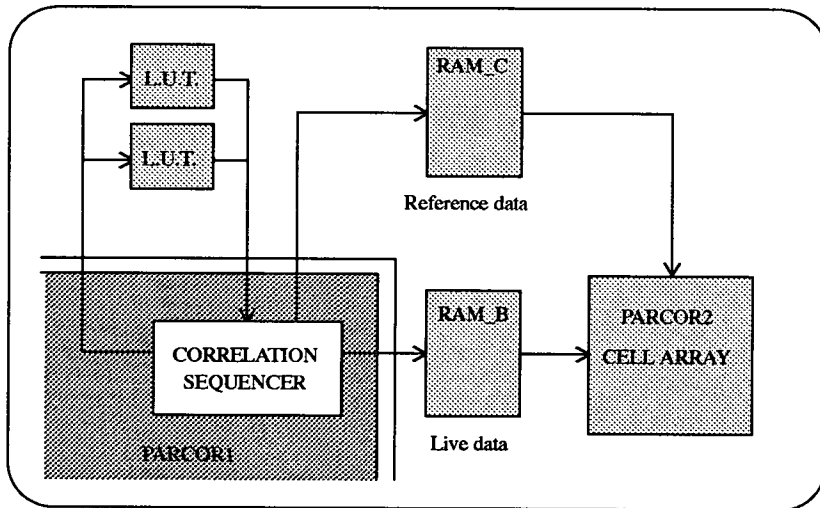 L.U.T.
L.U.T.
RAM_C
Reference data
CORRELATION
SEQUENCER
PARCOR1
RAM_B
Live data
PARCOR2
CELL ARRAY